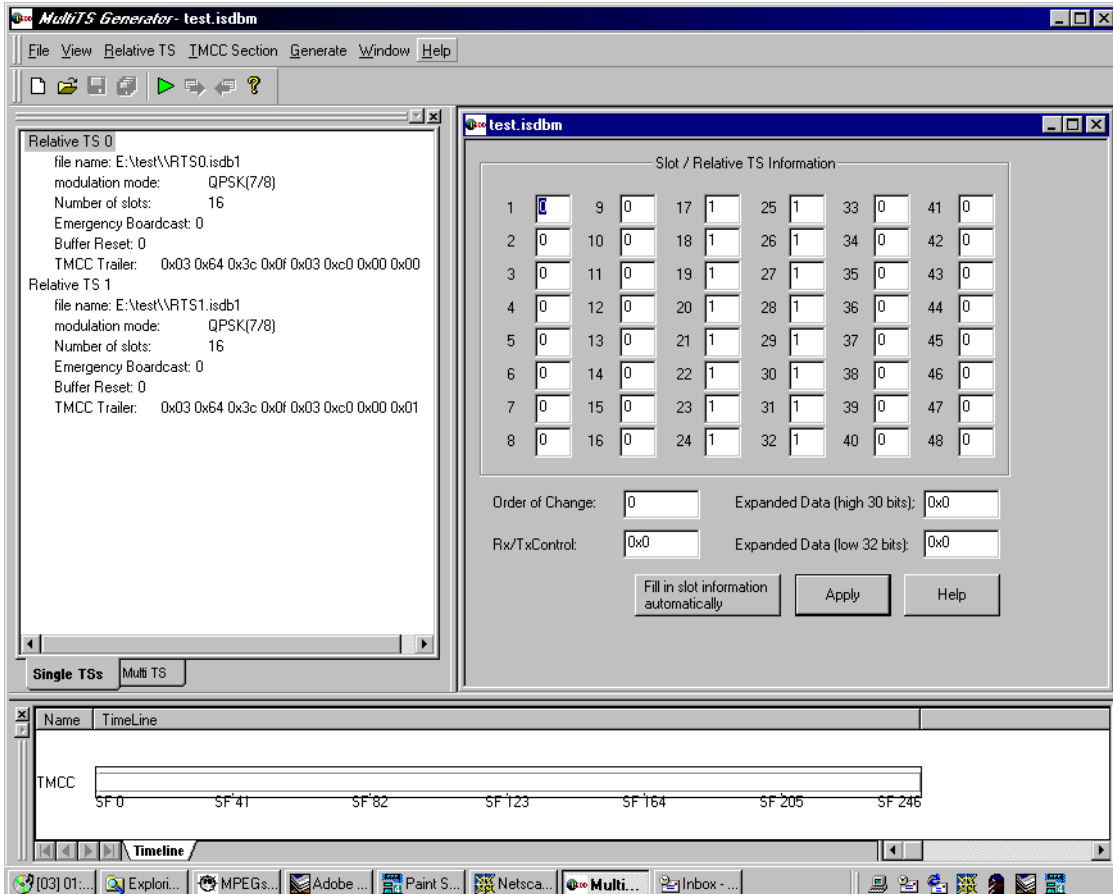 MultiTS Generator - test.isdbm
File View Relative TS TMCC Section Generate Window Help
Relative TS 0
file name: E:\test\\RTS0.isdb1
modulation mode: QPSK(7/8)
Number of slots: 16
Emergency Boardcast: 0
Buffer Reset: 0
TMCC Trailer: 0x03 0x64 0x3c 0x0f 0x03 0xc0 0x00 0x00
Relative TS 1
file name: E:\test\\RTS1.isdb1
modulation mode: QPSK(7/8)
Number of slots: 16
Emergency Boardcast: 0
Buffer Reset: 0
TMCC Trailer: 0x03 0x64 0x3c 0x0f 0x03 0xc0 0x00 0x01
Single TSs Multi TS
test.isdbm
Slot / Relative TS Information
1 0 9 0 17 1 25 1 33 0 41 0
2 0 10 0 18 1 26 1 34 0 42 0
3 0 11 0 19 1 27 1 35 0 43 0
4 0 12 0 20 1 28 1 36 0 44 0
5 0 13 0 21 1 29 1 37 0 45 0
6 0 14 0 22 1 30 1 38 0 46 0
7 0 15 0 23 1 31 1 39 0 47 0
8 0 16 0 24 1 32 1 40 0 48 0
Order of Change: 0 Expanded Data (high 30 bits); 0x0
Rx/TxControl: 0x0 Expanded Data (low 32 bits): 0x0
Fill in slot information
automatically
Apply Help
Name TimeLine
TMCC
SF 0 SF 41 SF 82 SF 123 SF 164 SF 205 SF 246
Timeline
[03] 01:... Explori... MPEGs... Adobe ... Paint S... Netsca... Multi... Inbox - ...